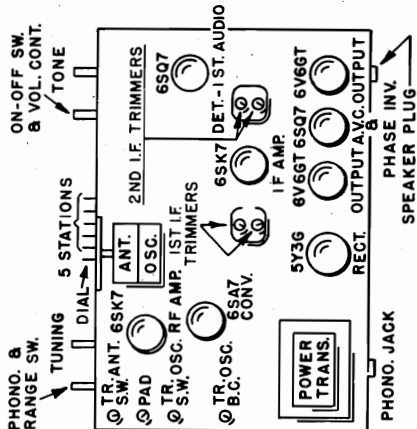 PHONO. &
RANGE SW.
TUNING
DIAL
5 STATIONS
ON-OFF SW.
& VOL. CONT.
TONE
TR. ANT.
S.W.
PAD
TR. OSC.
S.W.
TR. OSC.
B.C.
6SK7
RF AMP.
6SA7
CONV.
ANT.
OSC.
1ST I.F.
TRIMMERS
2ND I.F. TRIMMERS
6SK7
I F AMP.
6SQ7
DET.-1 ST. AUDIO
POWER
TRANS.
5Y3G
RECT.
6V6GT
OUTPUT
6SQ7
A.V.C.
&
PHASE INV.
6V6GT
OUTPUT
PHONO. JACK
SPEAKER PLUG